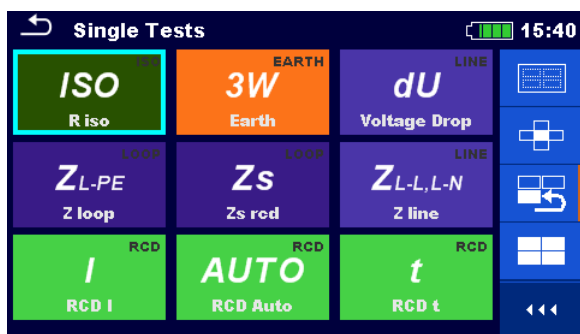 Single Tests
15:40
ISO
ISO
R iso
EARTH
3W
Earth
LINE
dU
Voltage Drop
LOOP
ZL-PE
Z loop
LOOP
Zs
Zs rcd
LINE
ZL-L,L-N
Z line
RCD
I
RCD I
RCD
AUTO
RCD Auto
RCD
t
RCD t